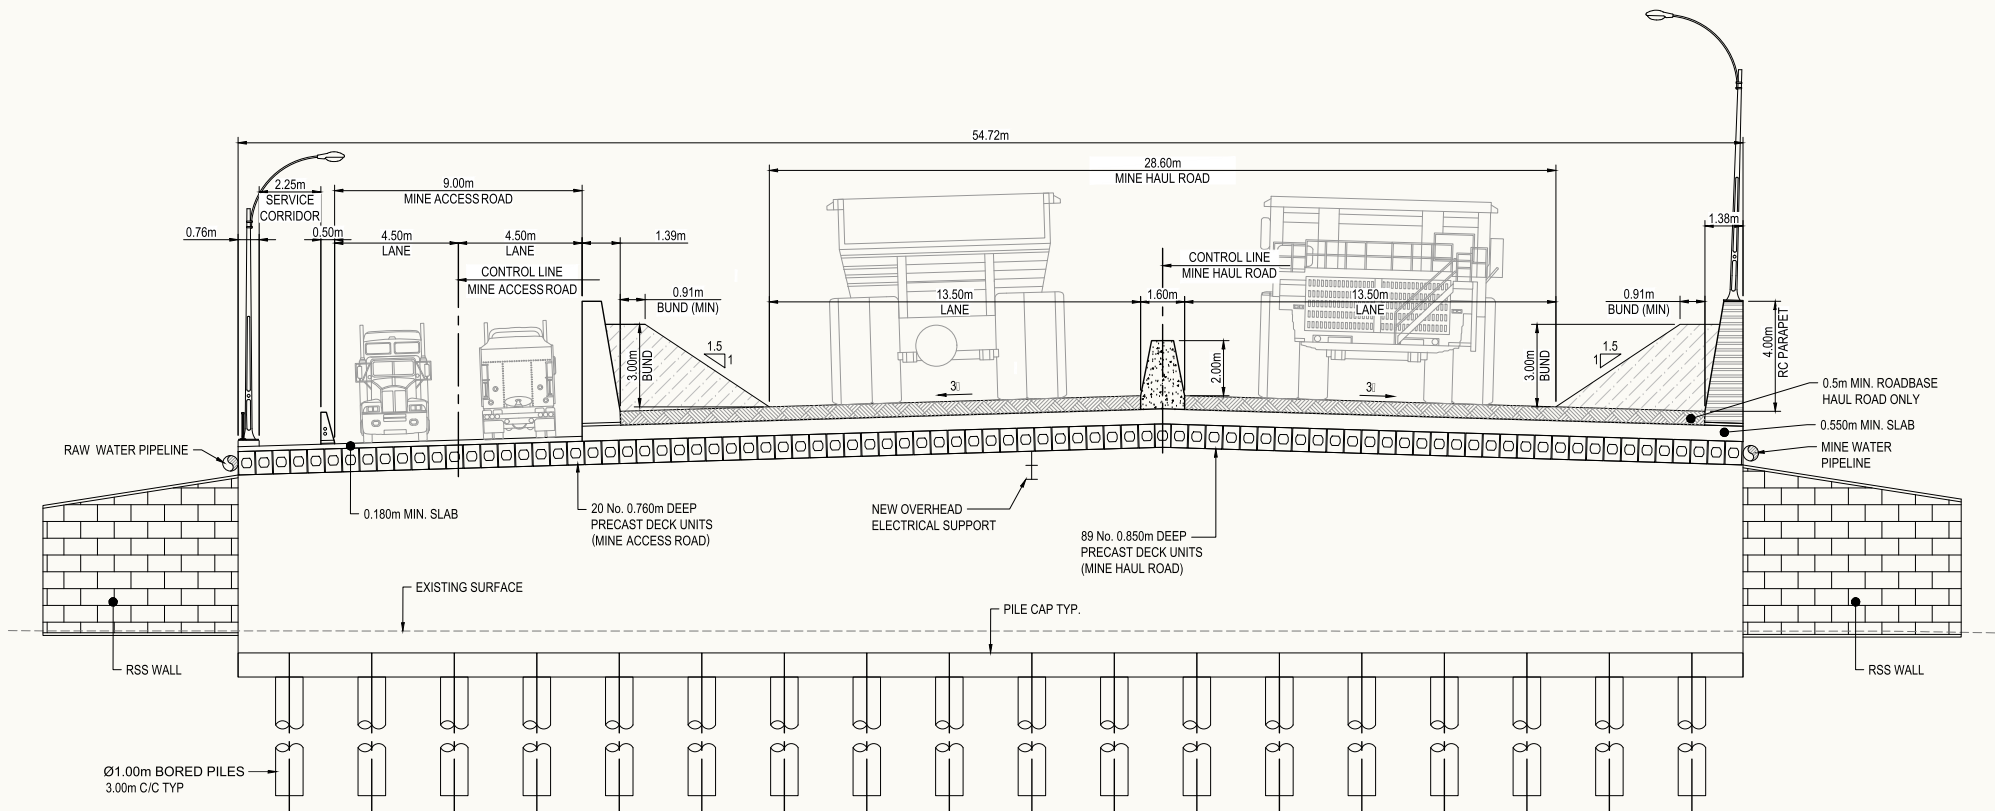 54.72m
28.60m
MINE HAUL ROAD
2.25m
SERVICE
CORRIDOR
9.00m
MINE ACCESS ROAD
1.38m
0.76m
0.50m
4.50m
LANE
4.50m
LANE
1.39m
CONTROL LINE
MINE ACCESS ROAD
CONTROL LINE
MINE HAUL ROAD
0.91m
BUND (MIN)
13.50m
LANE
1.60m
13.50m
LANE
0.91m
BUND (MIN)
3.00m
BUND
1.5
1
2.00m
3.00m
BUND
1.5
1
4.00m
RC PARAPET
3
3
0.5m MIN. ROADBASE
HAUL ROAD ONLY
0.550m MIN. SLAB
RAW WATER PIPELINE
MINE WATER
PIPELINE
0.180m MIN. SLAB
20 No. 0.760m DEEP
PRECAST DECK UNITS
(MINE ACCESS ROAD)
NEW OVERHEAD
ELECTRICAL SUPPORT
89 No. 0.850m DEEP
PRECAST DECK UNITS
(MINE HAUL ROAD)
EXISTING SURFACE
PILE CAP TYP.
RSS WALL
RSS WALL
Ø1.00m BORED PILES
3.00m C/C TYP